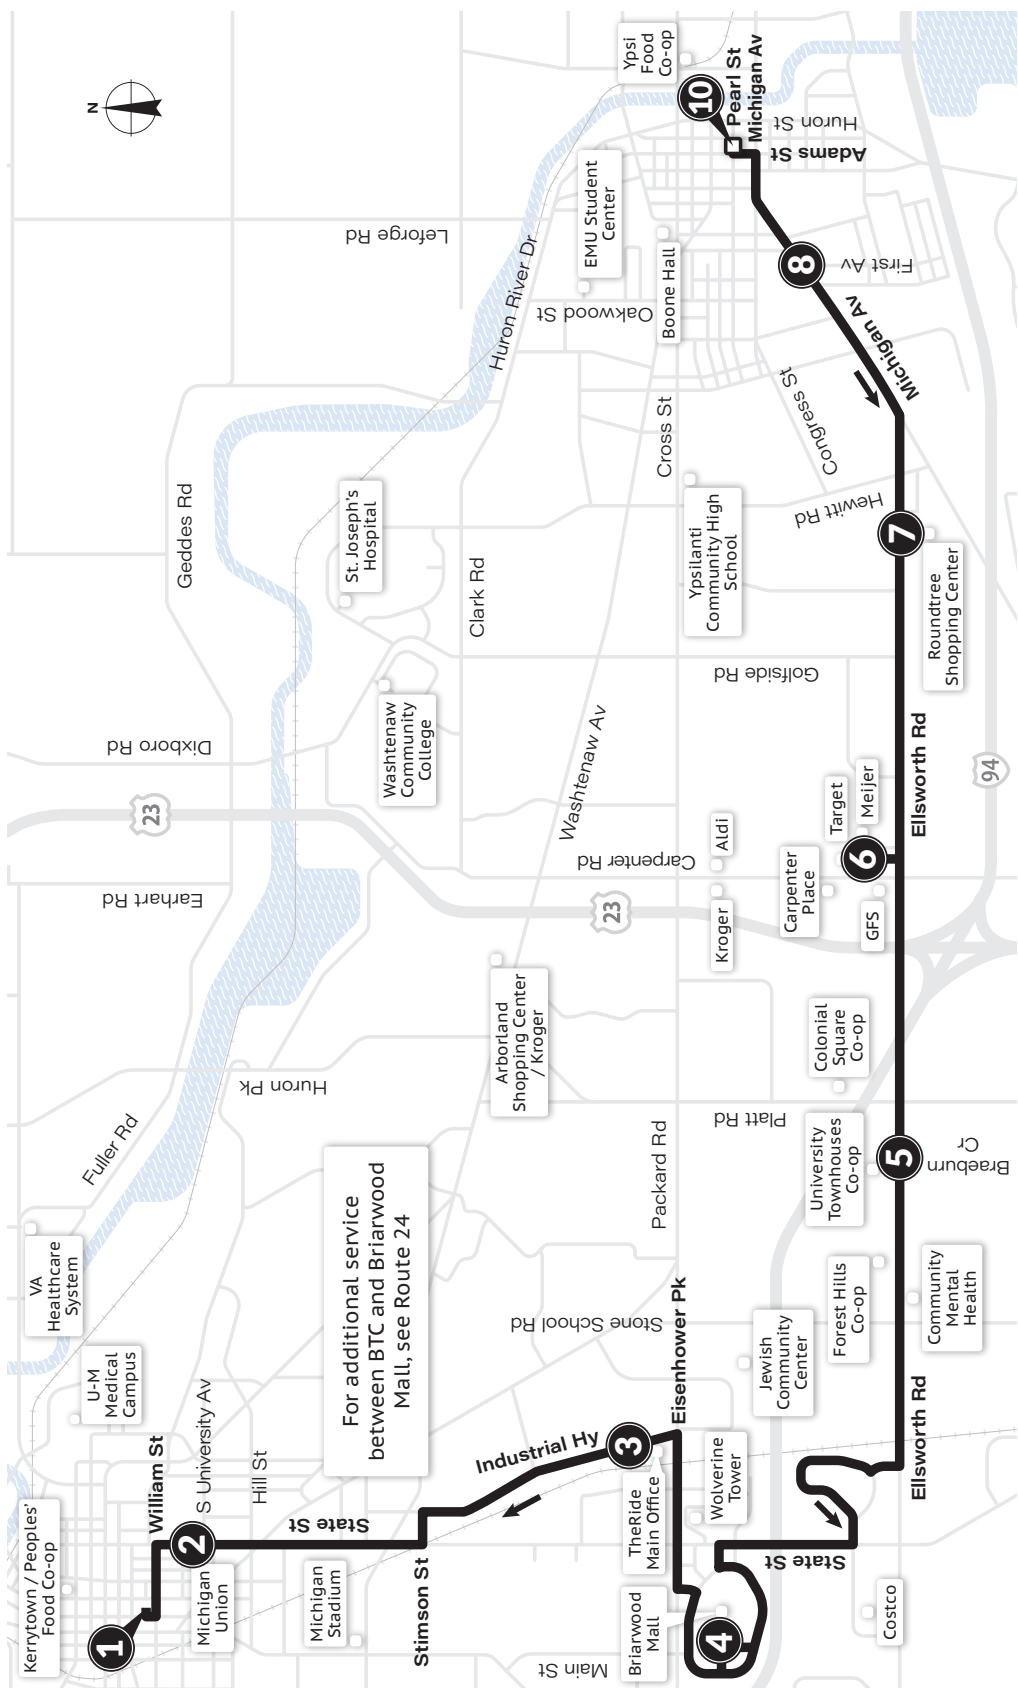 Kerrytown / Peoples'
Food Co-op
VA
Healthcare
System
U-M
Medical
Campus
Fuller Rd
Huron Pk
Earhart Rd
23
Dixboro Rd
Geddes Rd
Leforge Rd
N
1
William St
2
S University Av
Hill St
Michigan
Union
State St
Michigan
Stadium
Stimson St
For additional service
between BTC and Briarwood
Mall, see Route 24
St. Joseph's
Hospital
Washtenaw
Community
College
Clark Rd
Huron River Dr
Arborland
Shopping Center
/ Kroger
Washtenaw Av
Oakwood St
EMU Student
Center
Ypsi
Food
Co-op
Main St
Industrial Hy
3
TheRide
Main Office
Stone School Rd
Eisenhower Pk
Packard Rd
23
Carpenter Rd
Cross St
Boone Hall
Briarwood
Mall
4
Wolverine
Tower
Jewish
Community
Center
Platt Rd
Kroger
Aldi
Golfside Rd
Ypsilanti
Community High
School
10
Pearl St
Michigan Av
Huron St
Adams St
State St
Costco
Forest Hills
Co-op
University
Townhouses
Co-op
Colonial
Square
Co-op
Carpenter
Place
GFS
6
Target
Meijer
Hewitt Rd
Congress St
Michigan Av
8
First Av
Ellsworth Rd
Community
Mental
Health
5
Braeburn
Cr
Ellsworth Rd
7
Roundtree
Shopping Center
94